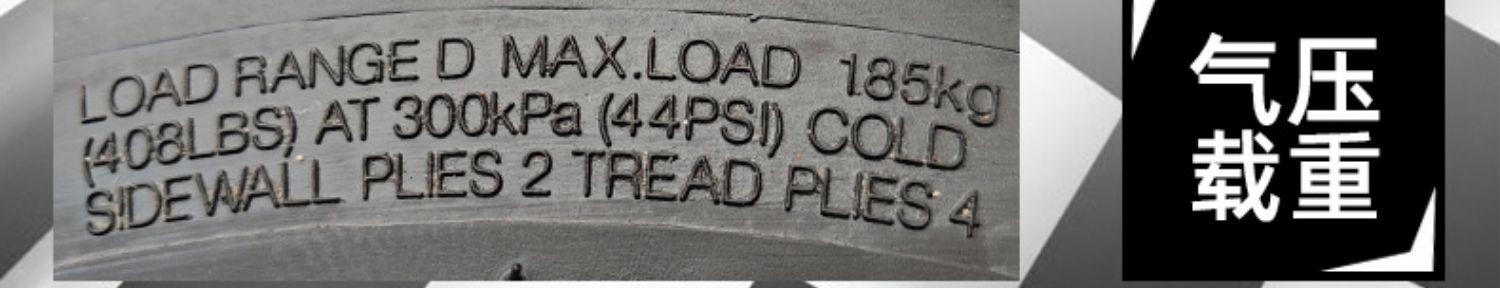 LOAD RANGE D MAX.LOAD 185kg
(408LBS) AT 300kPa (44PSI) COLD
SIDEWALL PLIES 2 TREAD PLIES 4
气压
载重